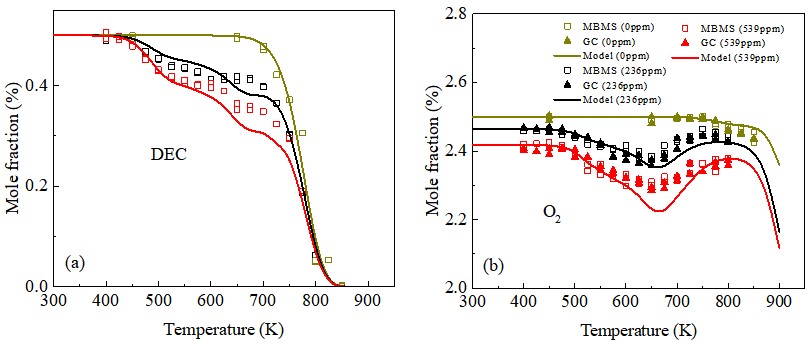 0.4
0.2
0.0
300 400 500 600 700 800 900
Mole fraction (%)
Temperature (K)
DEC
(a)
2.8
2.6
2.4
2.2
2.0
300 400 500 600 700 800 900
Mole fraction (%)
Temperature (K)
MBMS (0ppm)
GC (0ppm)
Model (0ppm)
MBMS (236ppm)
GC (236ppm)
Model (236ppm)
MBMS (539ppm)
GC (539ppm)
Model (539ppm)
O₂
(b)